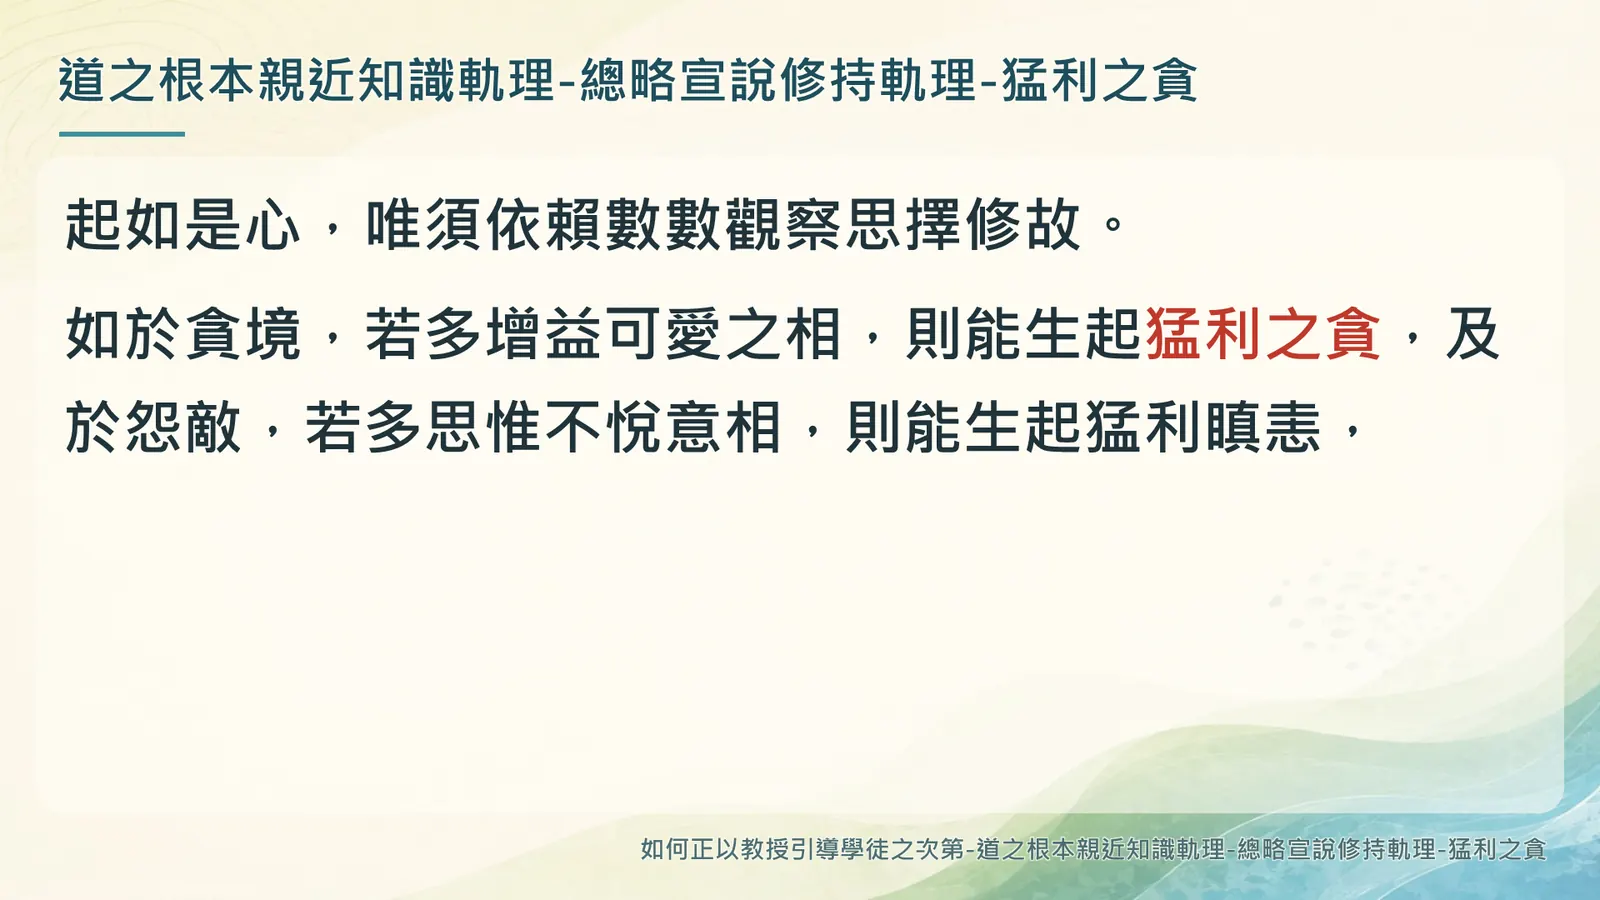 道之根本親近知識軌理-總略宣說修持軌理-猛利之貪
起如是心，唯須依賴數數觀察思擇修故。
如於貪境，若多增益可愛之相，則能生起猛利之貪，及
於怨敵，若多思惟不悅意相，則能生起猛利瞋恚，
如何正以教授引導學徒之次第-道之根本親近知識軌理-總略宣說修持軌理-猛利之貪